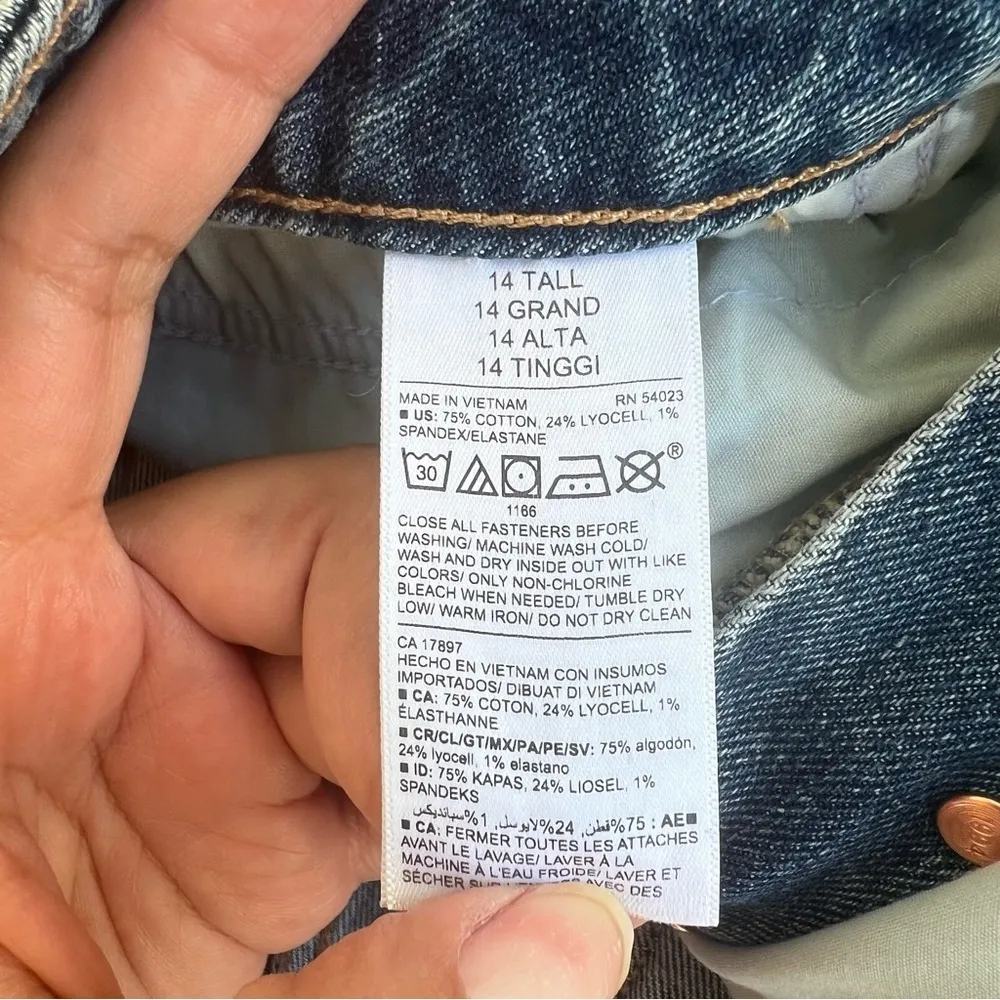 14 TALL
14 GRAND
14 ALTA
14 TINGGI
MADE IN VIETNAM RN 54023
■ US: 75% COTTON, 24% LYOCELL, 1%
SPANDEX/ELASTANE
30 ®
1166
CLOSE ALL FASTENERS BEFORE
WASHING/ MACHINE WASH COLD/
WASH AND DRY INSIDE OUT WITH LIKE
COLORS/ ONLY NON-CHLORINE
BLEACH WHEN NEEDED/ TUMBLE DRY
LOW/ WARM IRON/ DO NOT DRY CLEAN
CA 17897
HECHO EN VIETNAM CON INSUMOS
IMPORTADOS/ DIBUAT DI VIETNAM
■ CA: 75% COTON, 24% LYOCELL, 1%
ÉLASTHANNE
■ CR/CL/GT/MX/PA/PE/SV: 75% algodón,
24% lyocell, 1% elastano
■ ID: 75% KAPAS, 24% LIOSEL, 1%
SPANDEKS
■AE : 75%قطن, 24%لايوسل, 1%سباندیكس
■ CA: FERMER TOUTES LES ATTACHES
AVANT LE LAVAGE/ LAVER À LA
MACHINE À L'EAU FROIDE/ LAVER ET
SÉCHER SUR AVEC DES